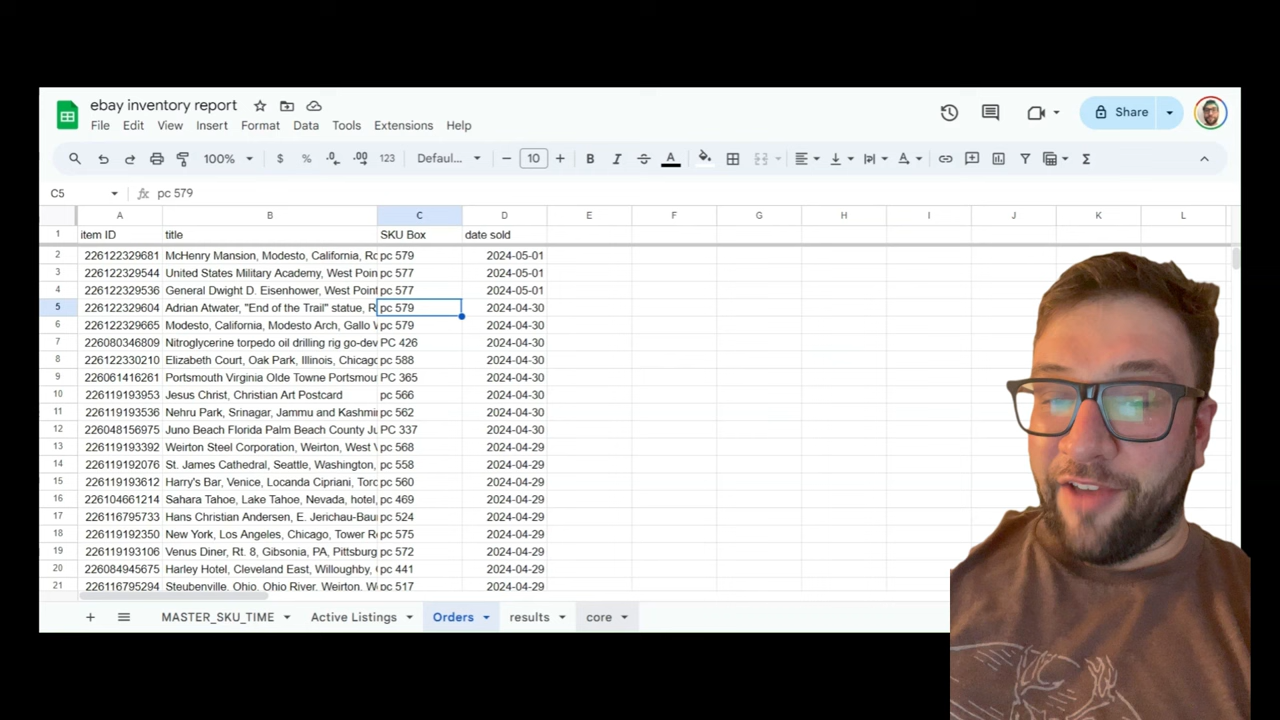 ebay inventory report
File Edit View Insert Format Data Tools Extensions Help
Share
100% $ % .0 .00 123 Defaul... 10 B I A
C5 pc 579
A B C D E F G H I J K L
1 item ID title SKU Box date sold
2 226122329681 McHenry Mansion, Modesto, California, Ro pc 579 2024-05-01
3 226122329544 United States Military Academy, West Poin pc 577 2024-05-01
4 226122329536 General Dwight D. Eisenhower, West Point pc 577 2024-05-01
5 226122329604 Adrian Atwater, "End of the Trail" statue, R pc 579 2024-04-30
6 226122329665 Modesto, California, Modesto Arch, Gallo W pc 579 2024-04-30
7 226080346809 Nitroglycerine torpedo oil drilling rig go-dev PC 426 2024-04-30
8 226122330210 Elizabeth Court, Oak Park, Illinois, Chicago pc 588 2024-04-30
9 226061416261 Portsmouth Virginia Olde Towne Portsmou PC 365 2024-04-30
10 226119193953 Jesus Christ, Christian Art Postcard pc 566 2024-04-30
11 226119193536 Nehru Park, Srinagar, Jammu and Kashmi pc 562 2024-04-30
12 226048156975 Juno Beach Florida Palm Beach County Ju PC 337 2024-04-30
13 226119193392 Weirton Steel Corporation, Weirton, West V pc 568 2024-04-29
14 226119192076 St. James Cathedral, Seattle, Washington, pc 558 2024-04-29
15 226119193612 Harry's Bar, Venice, Locanda Cipriani, Torc pc 560 2024-04-29
16 226104661214 Sahara Tahoe, Lake Tahoe, Nevada, hotel, pc 469 2024-04-29
17 226116795733 Hans Christian Andersen, E. Jerichau-Bau pc 524 2024-04-29
18 226119192350 New York, Los Angeles, Chicago, Tower R pc 575 2024-04-29
19 226119193106 Venus Diner, Rt. 8, Gibsonia, PA, Pittsburg pc 572 2024-04-29
20 226084945675 Harley Hotel, Cleveland East, Willoughby, pc 441 2024-04-29
21 226116795294 Steubenville, Ohio, Ohio River, Weirton, W pc 517 2024-04-29
MASTER_SKU_TIME Active Listings Orders results core